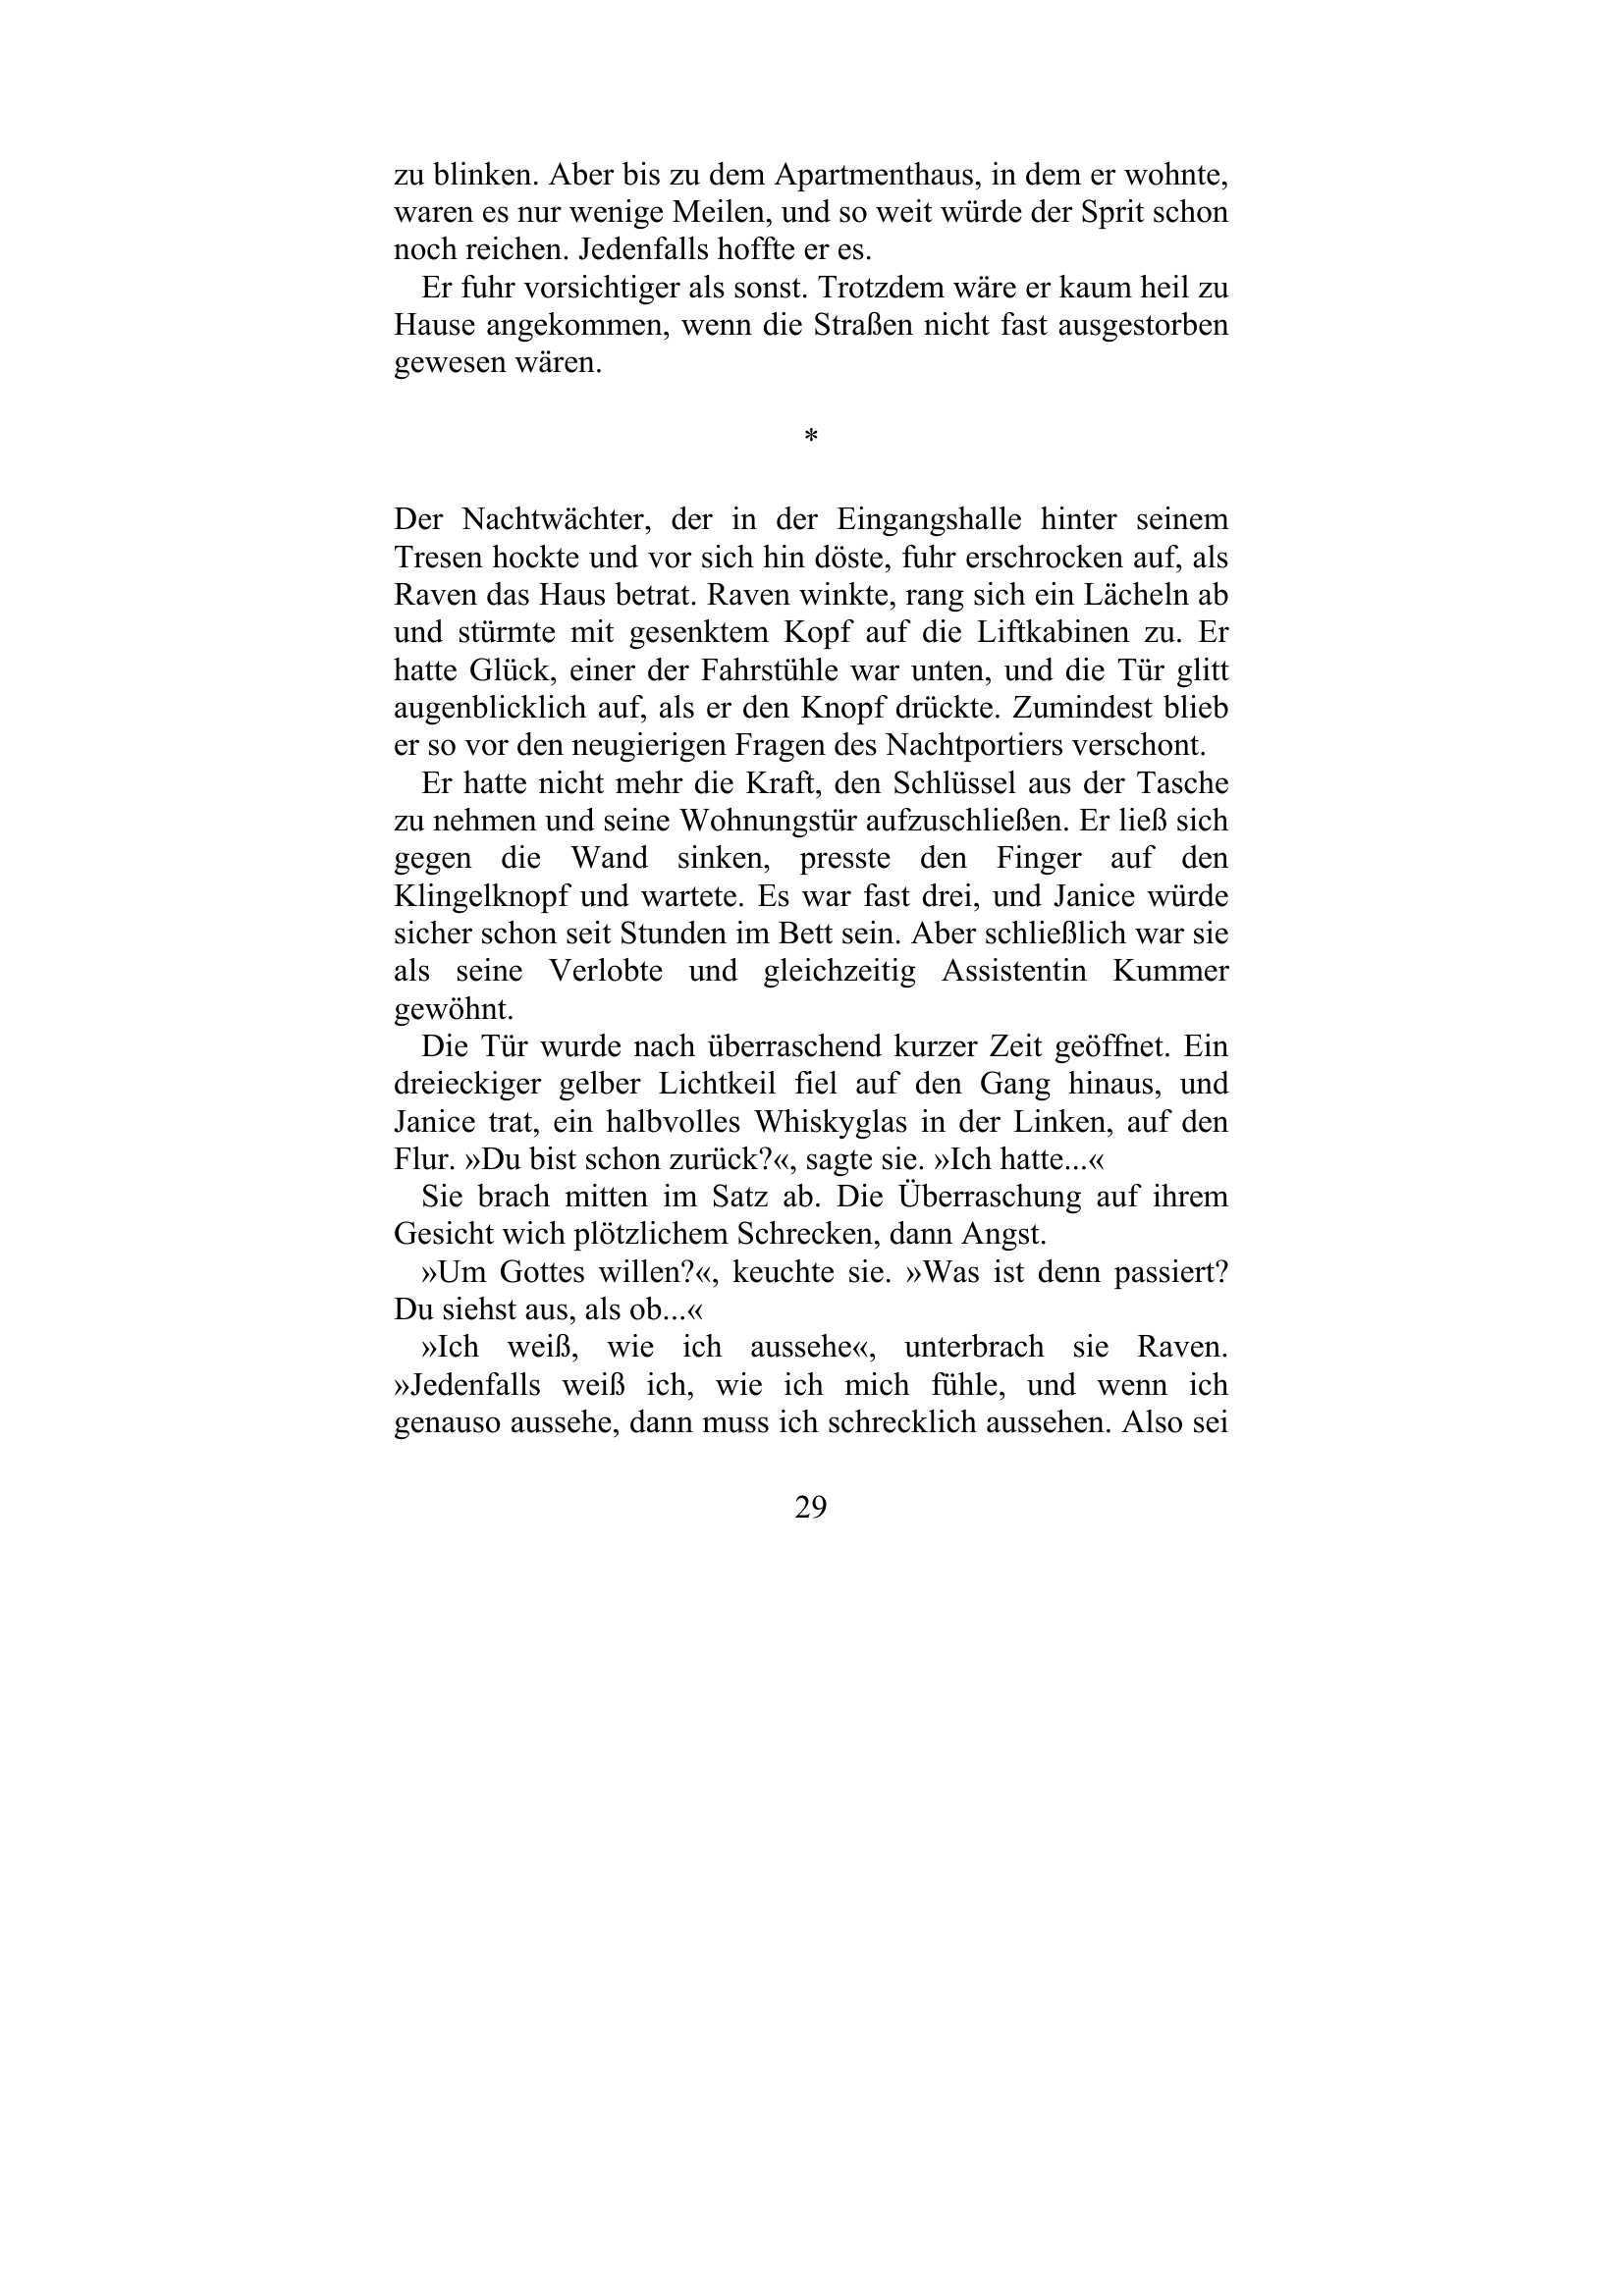 zu blinken. Aber bis zu dem Apartmenthaus, in dem er wohnte,
waren es nur wenige Meilen, und so weit würde der Sprit schon
noch reichen. Jedenfalls hoffte er es.
Er fuhr vorsichtiger als sonst. Trotzdem wäre er kaum heil zu
Hause angekommen, wenn die Straßen nicht fast ausgestorben
gewesen wären.
*
Der Nachtwächter, der in der Eingangshalle hinter seinem
Tresen hockte und vor sich hin döste, fuhr erschrocken auf, als
Raven das Haus betrat. Raven winkte, rang sich ein Lächeln ab
und stürmte mit gesenktem Kopf auf die Liftkabinen zu. Er
hatte Glück, einer der Fahrstühle war unten, und die Tür glitt
augenblicklich auf, als er den Knopf drückte. Zumindest blieb
er so vor den neugierigen Fragen des Nachtportiers verschont.
Er hatte nicht mehr die Kraft, den Schlüssel aus der Tasche
zu nehmen und seine Wohnungstür aufzuschließen. Er ließ sich
gegen die Wand sinken, presste den Finger auf den
Klingelknopf und wartete. Es war fast drei, und Janice würde
sicher schon seit Stunden im Bett sein. Aber schließlich war sie
als seine Verlobte und gleichzeitig Assistentin Kummer
gewöhnt.
Die Tür wurde nach überraschend kurzer Zeit geöffnet. Ein
dreieckiger gelber Lichtkeil fiel auf den Gang hinaus, und
Janice trat, ein halbvolles Whiskyglas in der Linken, auf den
Flur. »Du bist schon zurück?«, sagte sie. »Ich hatte...«
Sie brach mitten im Satz ab. Die Überraschung auf ihrem
Gesicht wich plötzlichem Schrecken, dann Angst.
»Um Gottes willen?«, keuchte sie. »Was ist denn passiert?
Du siehst aus, als ob...«
»Ich weiß, wie ich aussehe«, unterbrach sie Raven.
»Jedenfalls weiß ich, wie ich mich fühle, und wenn ich
genauso aussehe, dann muss ich schrecklich aussehen. Also sei
29